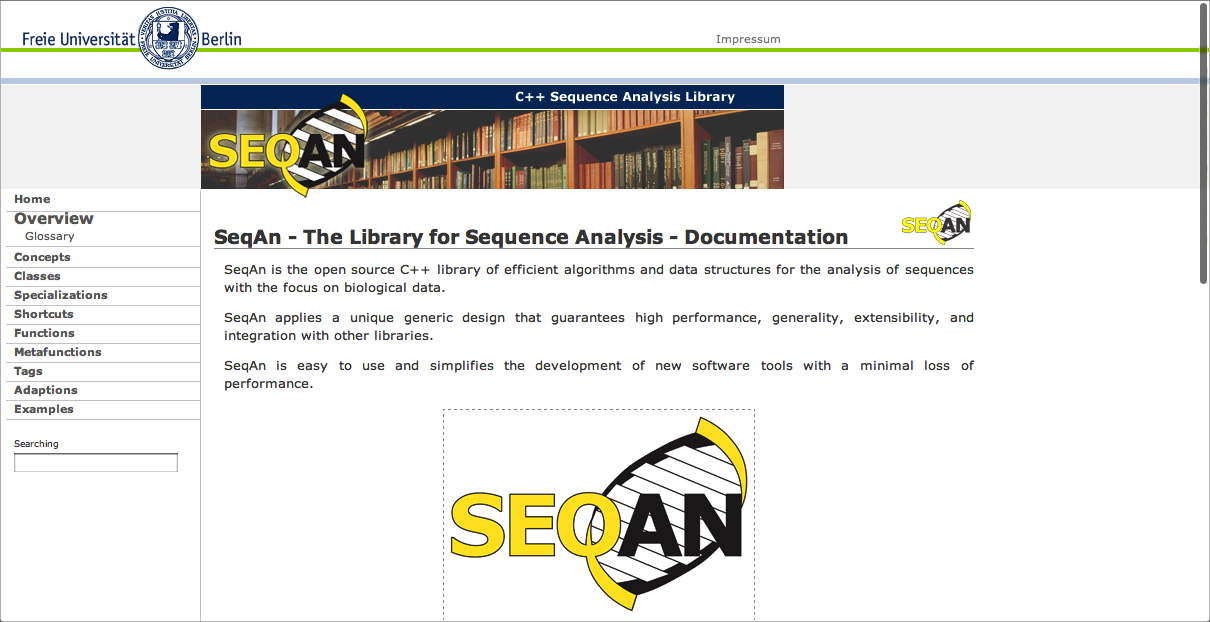 Freie Universität Berlin
Impressum
C++ Sequence Analysis Library
SEQAN
Home
Overview
Glossary
Concepts
Classes
Specializations
Shortcuts
Functions
Metafunctions
Tags
Adaptions
Examples
Searching
SEQAN
SeqAn - The Library for Sequence Analysis - Documentation
SeqAn is the open source C++ library of efficient algorithms and data structures for the analysis of sequences
with the focus on biological data.
SeqAn applies a unique generic design that guarantees high performance, generality, extensibility, and
integration with other libraries.
SeqAn is easy to use and simplifies the development of new software tools with a minimal loss of
performance.
SEQAN